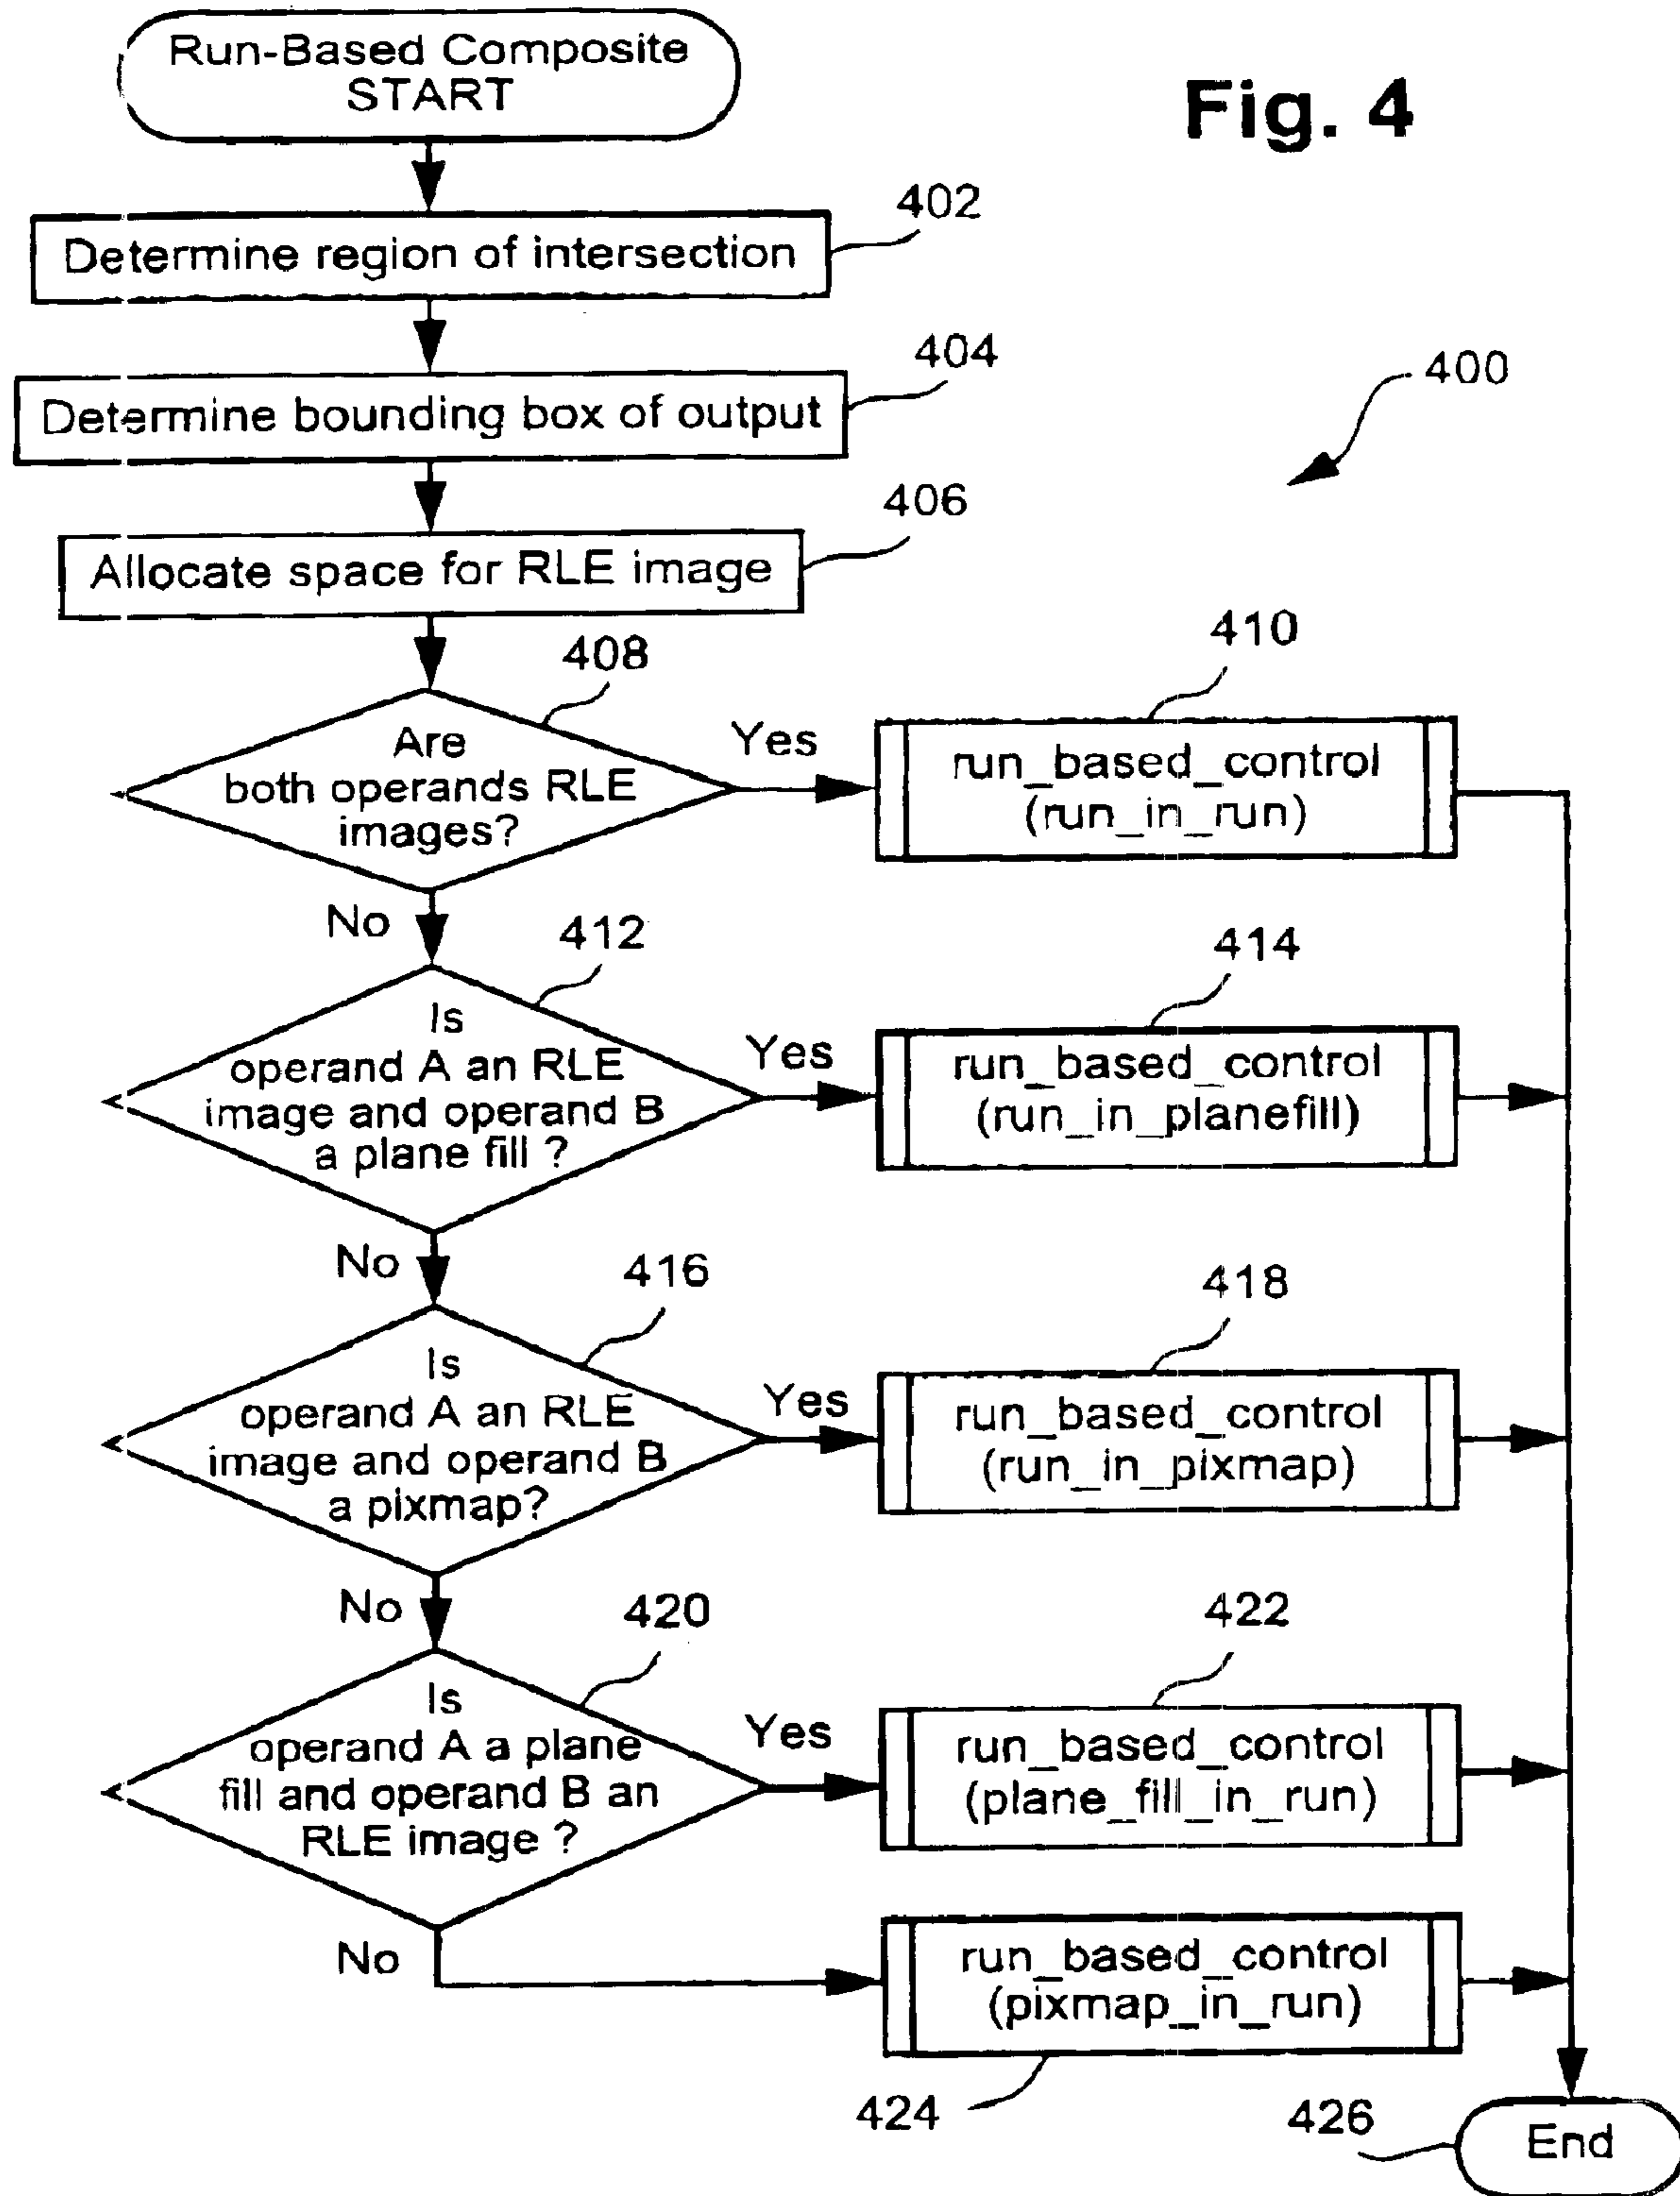 Run-Based Composite
START
Fig. 4
402
Determine region of intersection
404
Determine bounding box of output
400
406
Allocate space for RLE image
408
Are
both operands RLE
images?
Yes
410
run_based_control
(run_in_run)
No
412
Is
operand A an RLE
image and operand B
a plane fill ?
Yes
414
run_based_control
(run_in_planefill)
No
416
Is
operand A an RLE
image and operand B
a pixmap?
Yes
418
run_based_control
(run_in_pixmap)
No
420
Is
operand A a plane
fill and operand B an
RLE image ?
Yes
422
run_based_control
(plane_fill_in_run)
No
run_based_control
(pixmap_in_run)
424
426
End